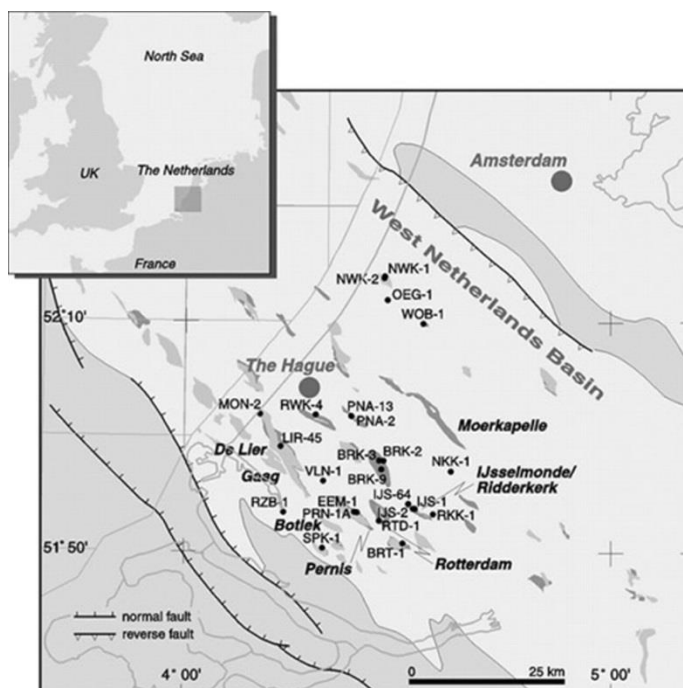 North Sea
UK
The Netherlands
France
Amsterdam
West Netherlands Basin
NWK-1
NWK-2
OEG-1
WOB-1
52°10'
The Hague
MON-2
RWK-4
PNA-13
PNA-2
Moerkapelle
LIR-45
De Lier
BRK-3
BRK-2
Gaag
VLN-1
BRK-9
NKK-1
IJsselmonde/
Ridderkerk
IJS-64
RZB-1
EEM-1
IJS-1
PRN-1A
IJS-2
RKK-1
Botlek
RTD-1
SPK-1
BRT-1
51°50'
Pernis
Rotterdam
normal fault
reverse fault
4° 00'
0
25 km
5° 00'